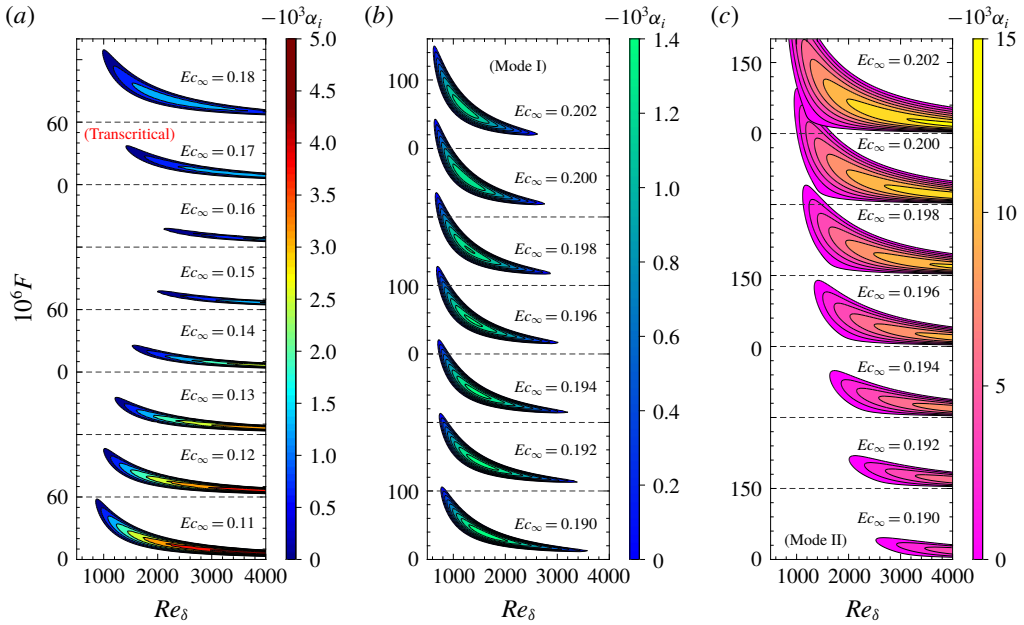 (a)
−10³αᵢ
60
0
60
0
60
0
10⁶F
Ec∞ = 0.18
(Transcritical)
Ec∞ = 0.17
Ec∞ = 0.16
Ec∞ = 0.15
Ec∞ = 0.14
Ec∞ = 0.13
Ec∞ = 0.12
Ec∞ = 0.11
1000 2000 3000 4000
Re_δ
5.0
4.5
4.0
3.5
3.0
2.5
2.0
1.5
1.0
0.5
0
(b)
−10³αᵢ
100
0
100
0
100
0
(Mode I)
Ec∞ = 0.202
Ec∞ = 0.200
Ec∞ = 0.198
Ec∞ = 0.196
Ec∞ = 0.194
Ec∞ = 0.192
Ec∞ = 0.190
1000 2000 3000 4000
Re_δ
1.4
1.2
1.0
0.8
0.6
0.4
0.2
0
(c)
−10³αᵢ
150
0
150
0
150
0
Ec∞ = 0.202
Ec∞ = 0.200
Ec∞ = 0.198
Ec∞ = 0.196
Ec∞ = 0.194
Ec∞ = 0.192
Ec∞ = 0.190
(Mode II)
1000 2000 3000 4000
Re_δ
15
10
5
0